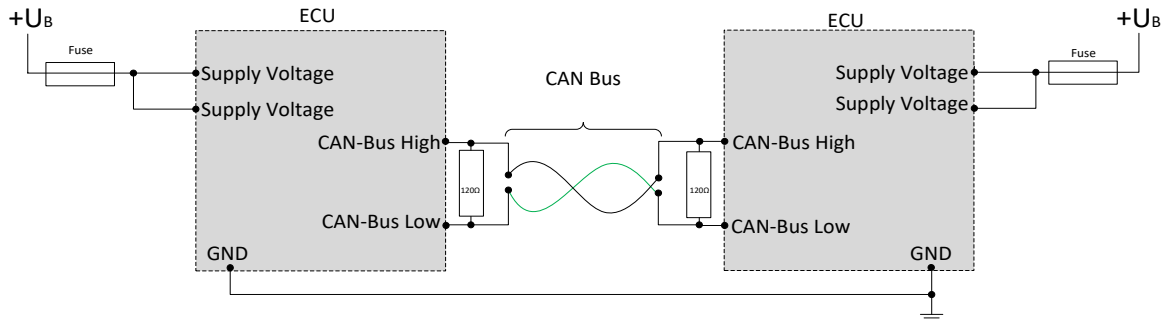 +UB
ECU
ECU
+UB
Fuse
Fuse
Supply Voltage
CAN Bus
Supply Voltage
Supply Voltage
Supply Voltage
CAN-Bus High
CAN-Bus High
120Ω
120Ω
CAN-Bus Low
CAN-Bus Low
GND
GND